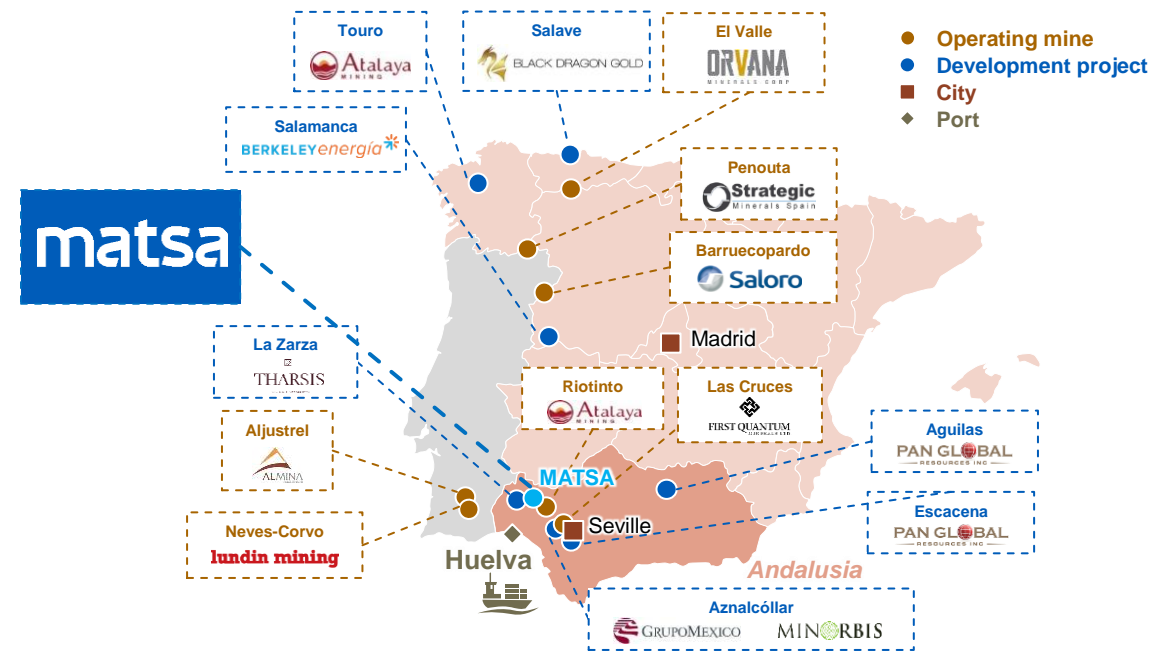 Touro
Atalaya
MINING
Salave
BLACK DRAGON GOLD
El Valle
ORVANA
MINERALS CORP
Operating mine
Development project
City
Port
Salamanca
BERKELEYenergía
Penouta
Strategic
Minerals Spain
matsa
Barruecopardo
Saloro
La Zarza
THARSIS
Madrid
Riotinto
Atalaya
MINING
Las Cruces
FIRST QUANTUM
MINERALS LTD
Aljustrel
ALMINA
Aguilas
PAN GLOBAL
RESOURCES INC
MATSA
Neves-Corvo
lundin mining
Seville
Escacena
PAN GLOBAL
RESOURCES INC
Huelva
Andalusia
Aznalcóllar
GRUPOMEXICO
MINORBIS